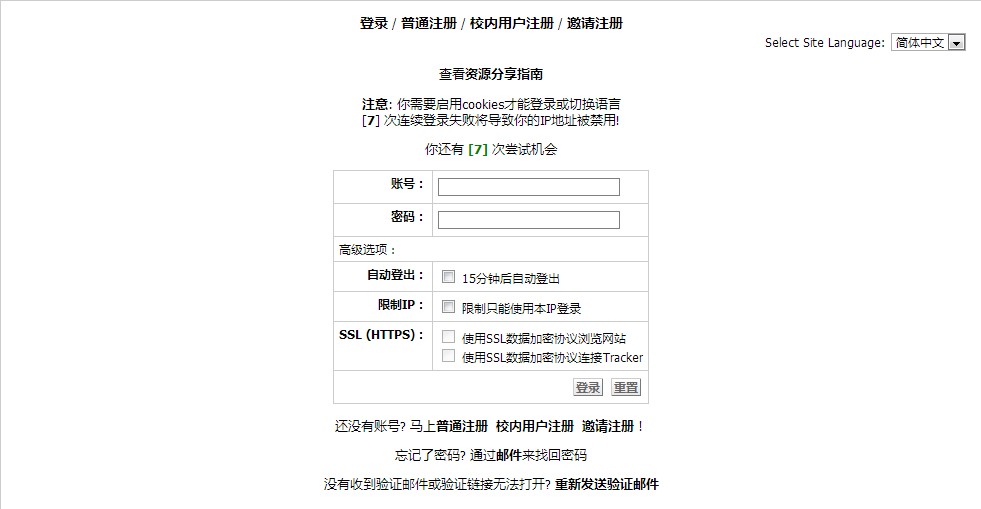 登录 / 普通注册 / 校内用户注册 / 邀请注册
Select Site Language: 简体中文
查看资源分享指南
注意: 你需要启用cookies才能登录或切换语言
[7] 次连续登录失败将导致你的IP地址被禁用!
你还有 [7] 次尝试机会
账号：
密码：
高级选项：
自动登出： 15分钟后自动登出
限制IP： 限制只能使用本IP登录
SSL (HTTPS)： 使用SSL数据加密协议浏览网站
使用SSL数据加密协议连接Tracker
登录 重置
还没有账号? 马上普通注册 校内用户注册 邀请注册！
忘记了密码? 通过邮件来找回密码
没有收到验证邮件或验证链接无法打开? 重新发送验证邮件